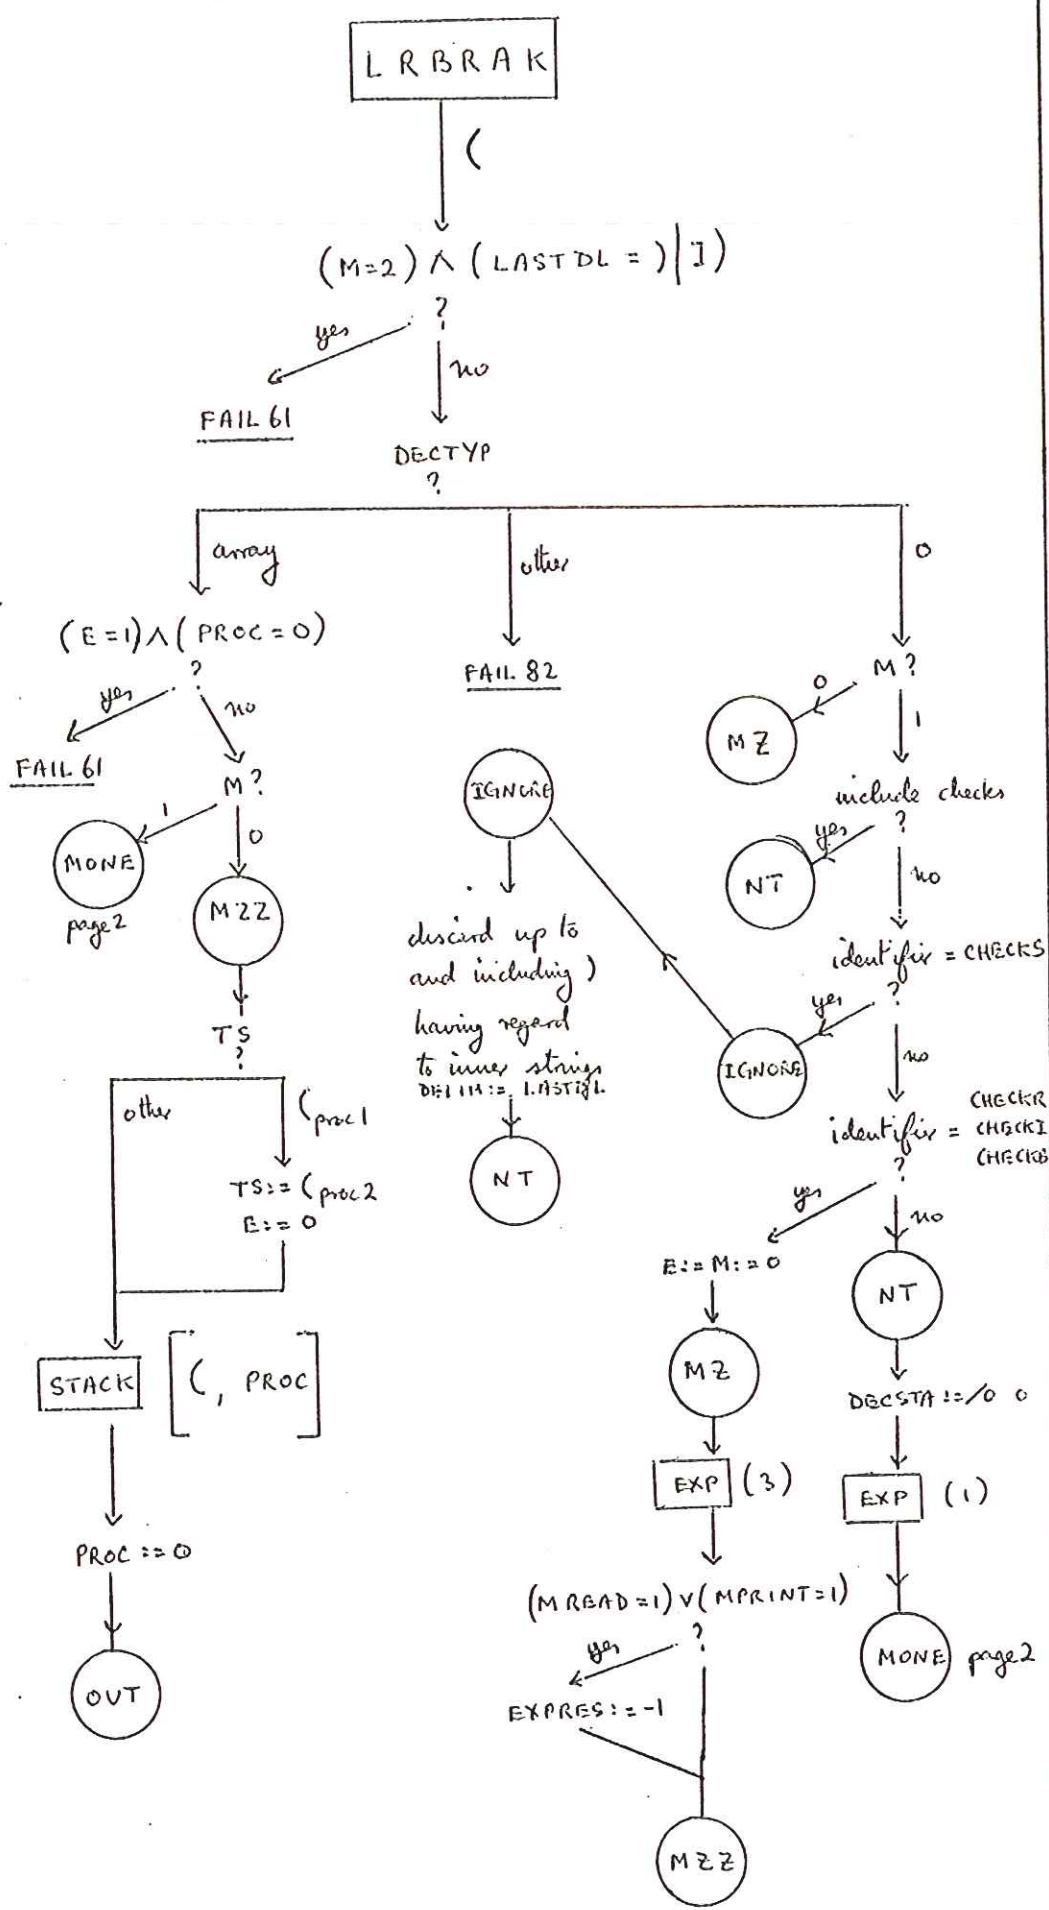 LRBRAK
(
(M=2) ∧ (LASTDL = )|])
?
yes
no
FAIL 61
DECTYP
?
array
other
0
(E=1)∧(PROC=0)
?
yes
no
FAIL 61
M?
1
0
MONE
page 2
MZZ
TS
?
other
(proc1
TS:=(proc2
E:=0
STACK
[(, PROC]
PROC:=0
OUT
FAIL 82
IGNORE
discard up to
and including )
having regard
to inner strings
NT
M?
0
MZ
1
include checks
?
yes
NT
no
identifier = CHECKS
?
yes
IGNORE
no
CHECKR
identifier = CHECKI
CHECKB
?
yes
no
E:=M:=0
MZ
EXP (3)
(MREAD=1)∨(MPRINT=1)
?
yes
EXPRES:=-1
MZZ
NT
DECSTA:=
EXP (1)
MONE page 2